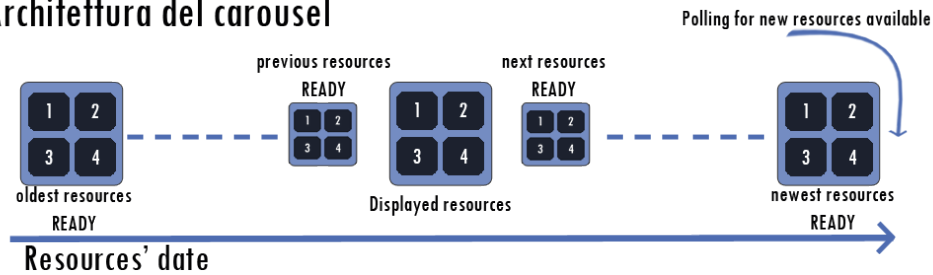 Architettura del carousel
Polling for new resources available
previous resources
READY
next resources
READY
1 2
3 4
1 2
3 4
1 2
3 4
1 2
3 4
1 2
3 4
oldest resources
READY
Displayed resources
newest resources
READY
Resources' date